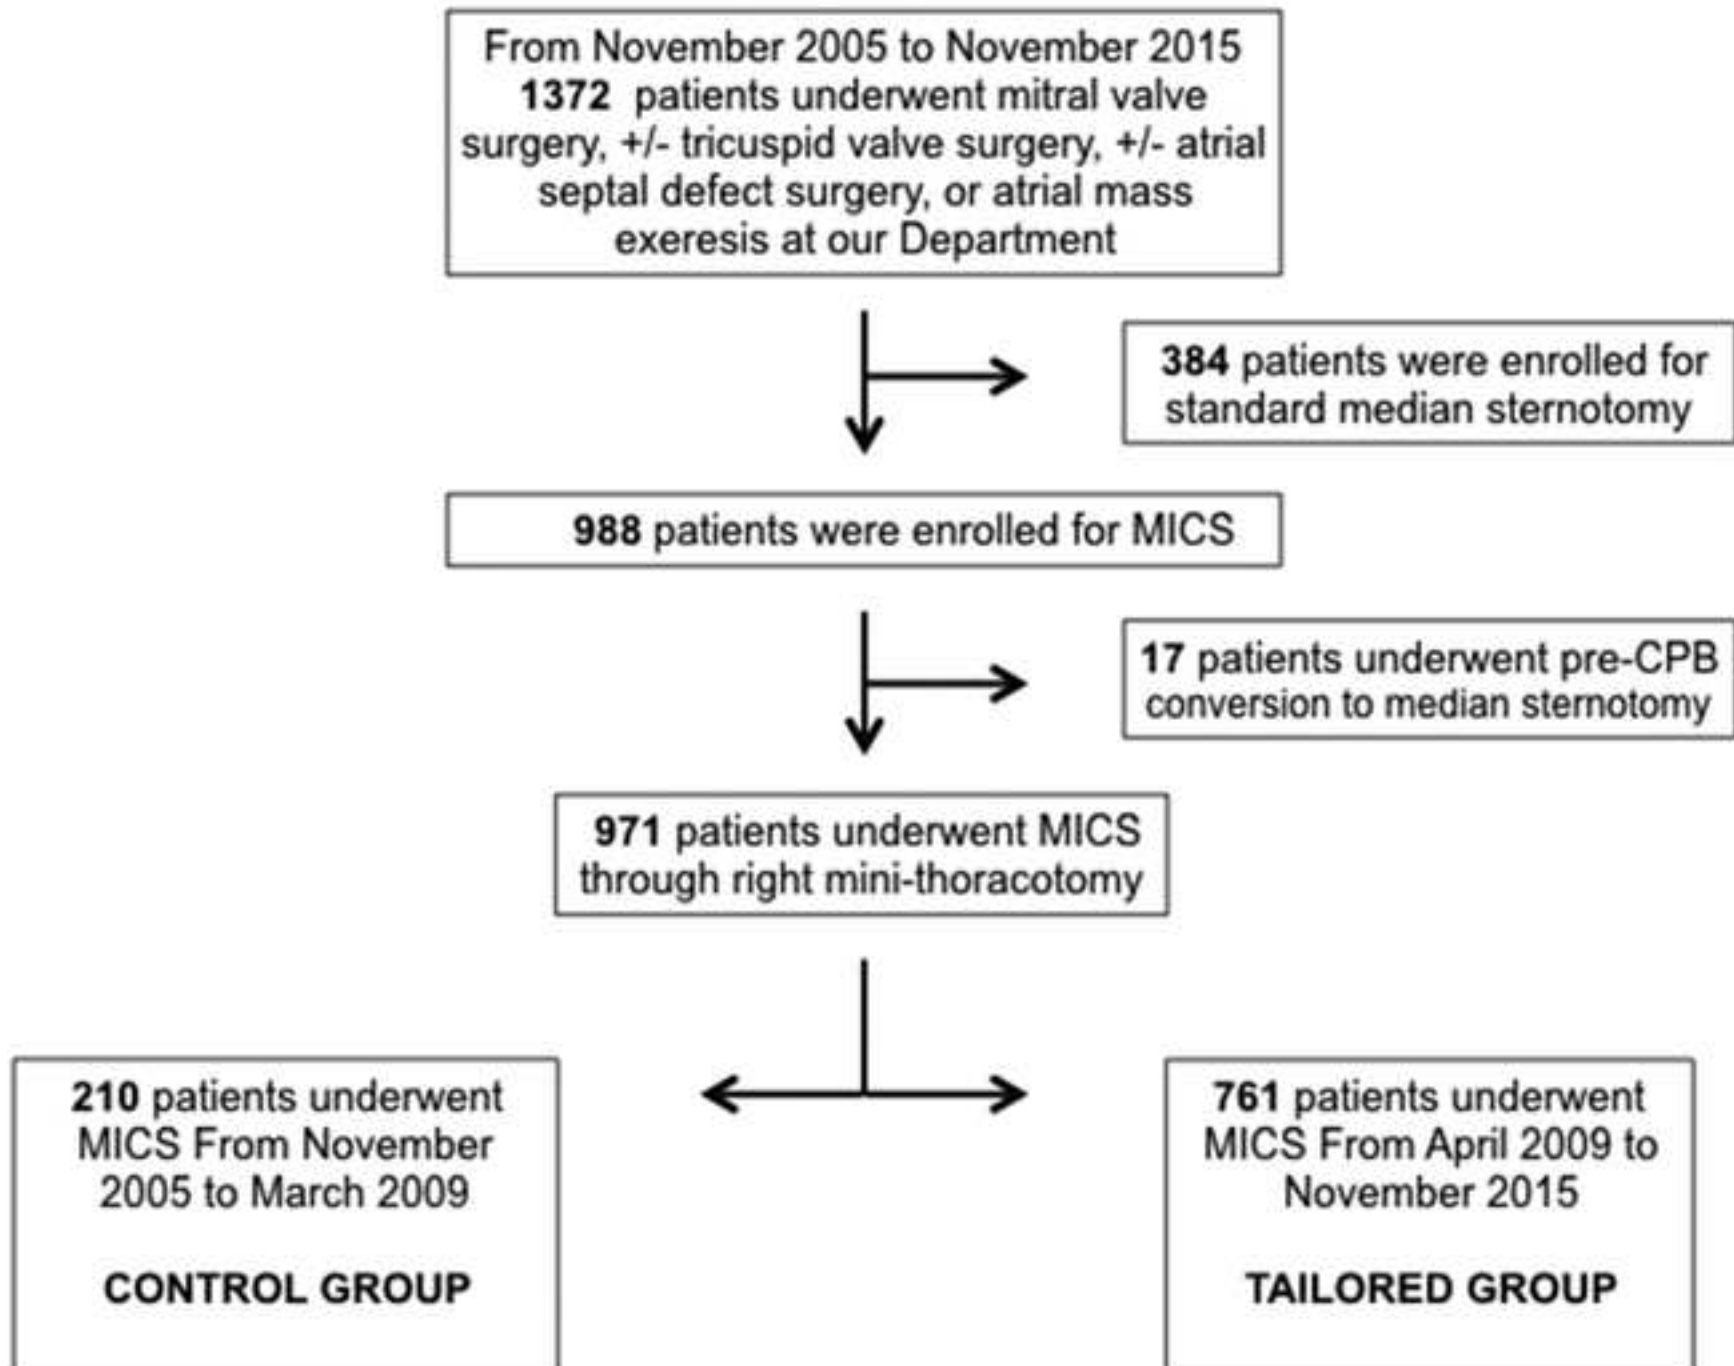 From November 2005 to November 2015
1372 patients underwent mitral valve
surgery, +/- tricuspid valve surgery, +/- atrial
septal defect surgery, or atrial mass
exeresis at our Department
384 patients were enrolled for
standard median sternotomy
988 patients were enrolled for MICS
17 patients underwent pre-CPB
conversion to median sternotomy
971 patients underwent MICS
through right mini-thoracotomy
210 patients underwent
MICS From November
2005 to March 2009
CONTROL GROUP
761 patients underwent
MICS From April 2009 to
November 2015
TAILORED GROUP